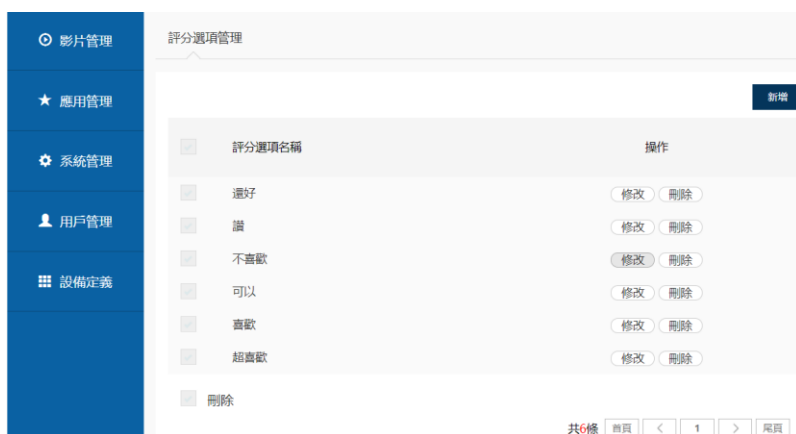 影片管理
應用管理
系統管理
用戶管理
設備定義
評分選項管理
新增
評分選項名稱 操作
還好 修改 刪除
讚 修改 刪除
不喜歡 修改 刪除
可以 修改 刪除
喜歡 修改 刪除
超喜歡 修改 刪除
刪除
共6條 首頁 < 1 > 尾頁